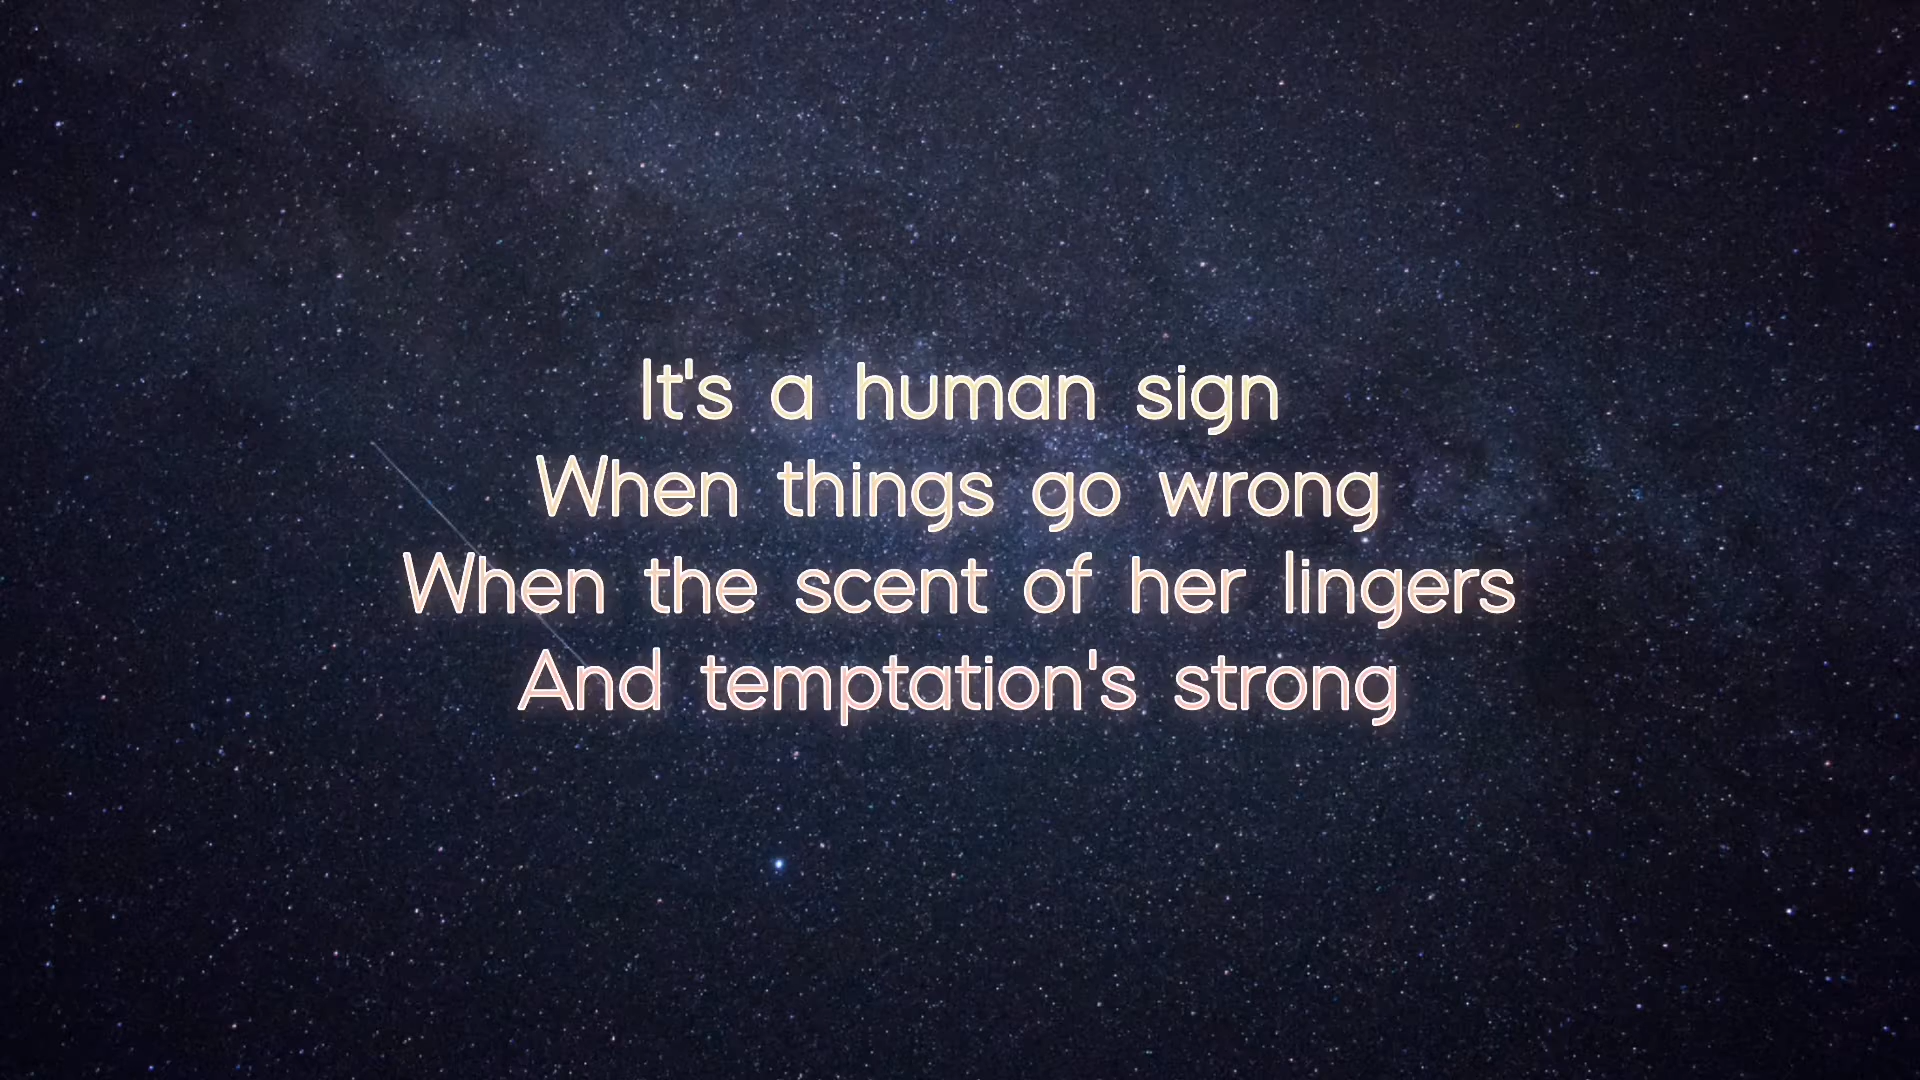 It's a human sign
When things go wrong
When the scent of her lingers
And temptation's strong